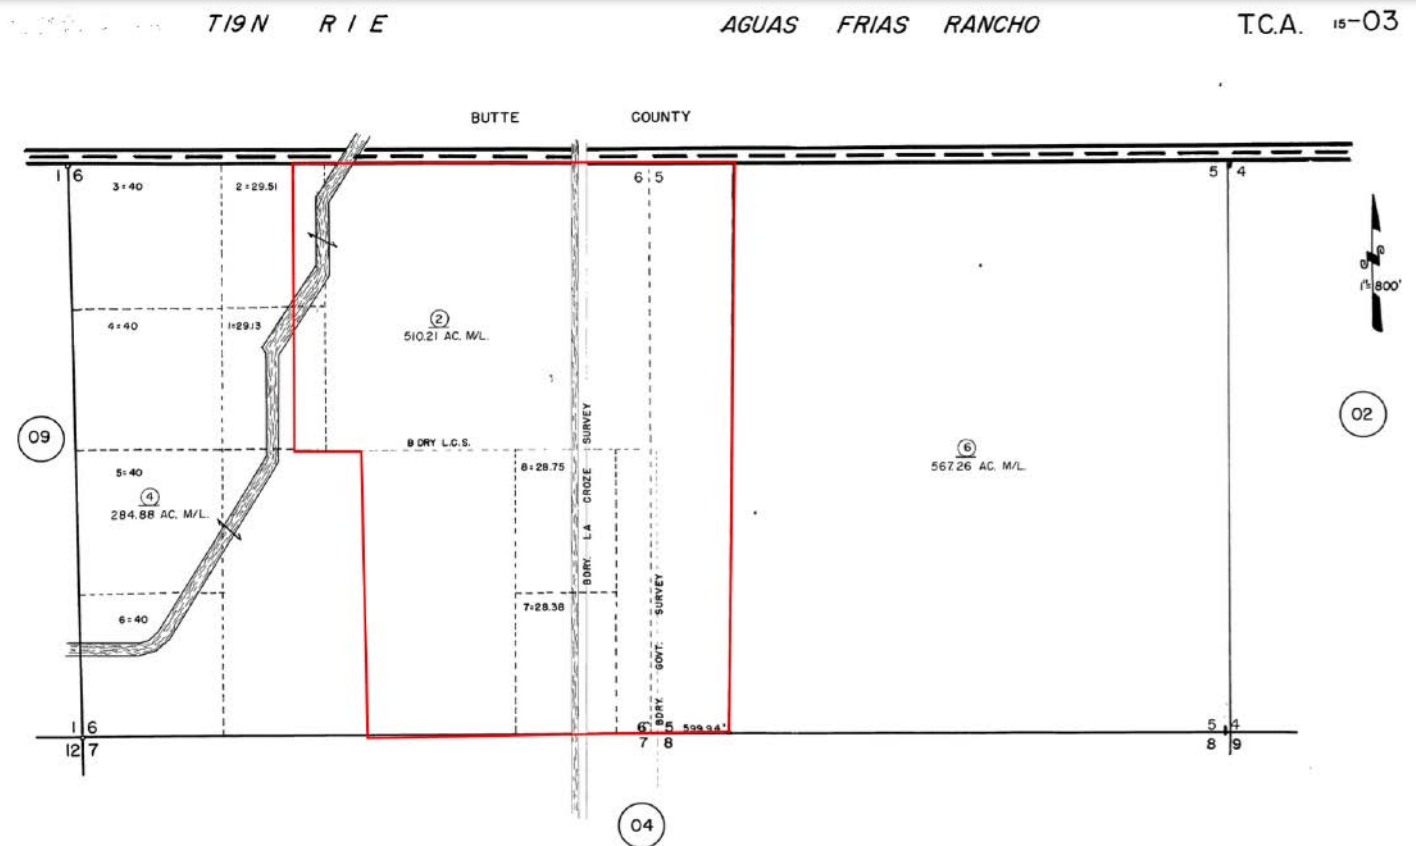 T19N R 1 E AGUAS FRIAS RANCHO T.C.A. 15-03
BUTTE COUNTY
1 6 6 5 5 4
3=40 2=29.51
1"=800'
4=40 1=29.13
2
510.21 AC. M/L.
09
02
BDRY L.C.S.
6
567.26 AC. M/L.
5=40
8=28.75
4
284.88 AC. M/L.
BDRY. LA CROZE SURVEY
7=28.38
6=40
BDRY. GOVT. SURVEY
1 6 6 5 599.94' 5 4
12 7 7 8 8 9
04